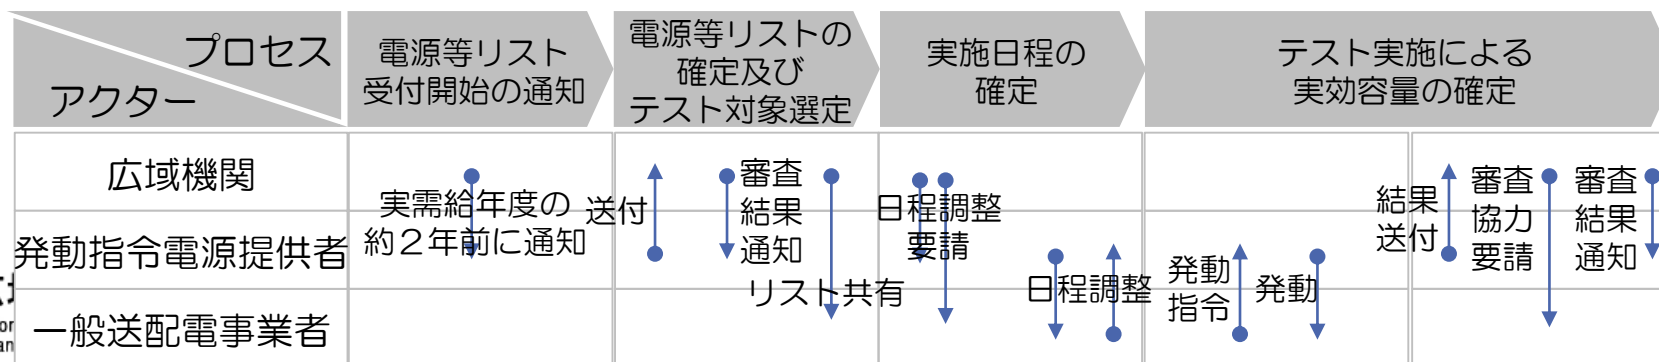 プロセス
アクター
電源等リスト
受付開始の通知
電源等リストの
確定及び
テスト対象選定
実施日程の
確定
テスト実施による
実効容量の確定
広域機関
発動指令電源提供者
一般送配電事業者
実需給年度の
約2年前に通知
送付
審査
結果
通知
リスト共有
日程調整
要請
日程調整
発動
指令
発動
結果
送付
審査
協力
要請
審査
結果
通知